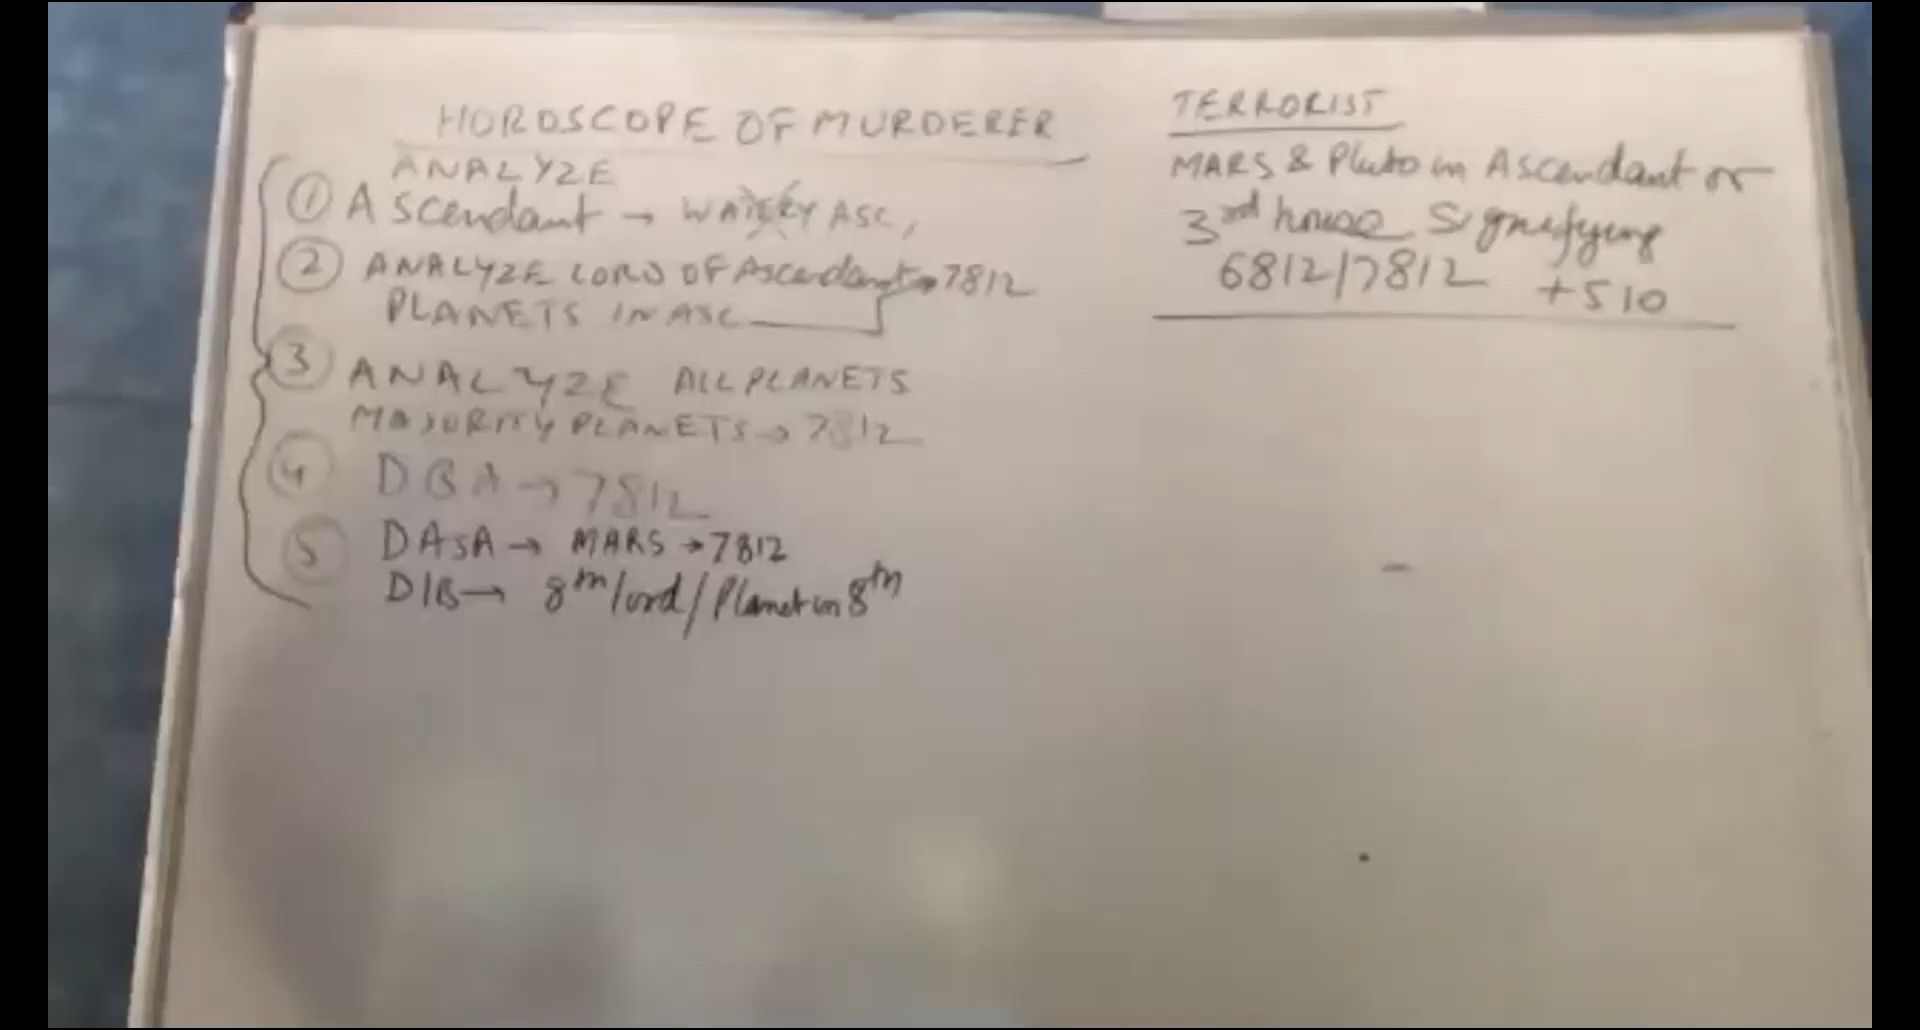 HOROSCOPE OF MURDERER
ANALYZE
① Ascendant → ASC,
② ANALYZE LORD OF Ascendant → 7812
PLANETS IN ASC
③ ANALYZE ALL PLANETS
MAJORITY PLANETS → 7812
④ DBA → 7812
⑤ DASA → MARS → 7812
D/B → 8th lord / Planet in 8th
TERRORIST
MARS & Pluto in Ascendant or
3rd house Signifying
6812/7812 +510